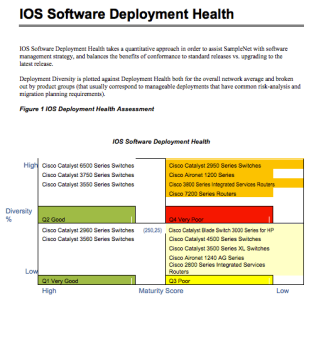 IOS Software Deployment Health
IOS Software Deployment Health takes a quantitative approach in order to assist SampleNet with software
management strategy, and balances the benefits of conformance to standard releases vs. upgrading to the
latest release.
Deployment Diversity is plotted against Deployment Health both for the overall network average and broken
out by product groups (that usually correspond to manageable deployments that have common risk-analysis and
migration planning requirements).
Figure 1 IOS Deployment Health Assessment
IOS Software Deployment Health
High
Cisco Catalyst 6500 Series Switches
Cisco Catalyst 3750 Series Switches
Cisco Catalyst 3550 Series Switches
Cisco Catalyst 2950 Series Switches
Cisco Aironet 1200 Series
Cisco 3800 Series Integrated Services Routers
Cisco 7200 Series Routers
Diversity
%
Q2 Good
Q4 Very Poor
Cisco Catalyst 2960 Series Switches
Cisco Catalyst 3560 Series Switches
(250,25)
Cisco Catalyst Blade Switch 3000 Series for HP
Cisco Catalyst 4500 Series Switches
Cisco Catalyst 3500 Series XL Switches
Cisco Aironet 1240 AG Series
Cisco 2800 Series Integrated Services
Routers
Low
Q1 Very Good
Q3 Poor
High
Maturity Score
Low